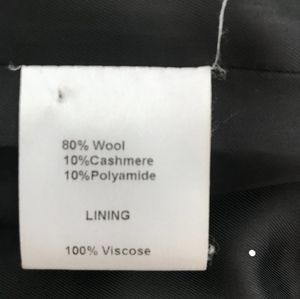 80% Wool
10%Cashmere
10%Polyamide
LINING
100% Viscose